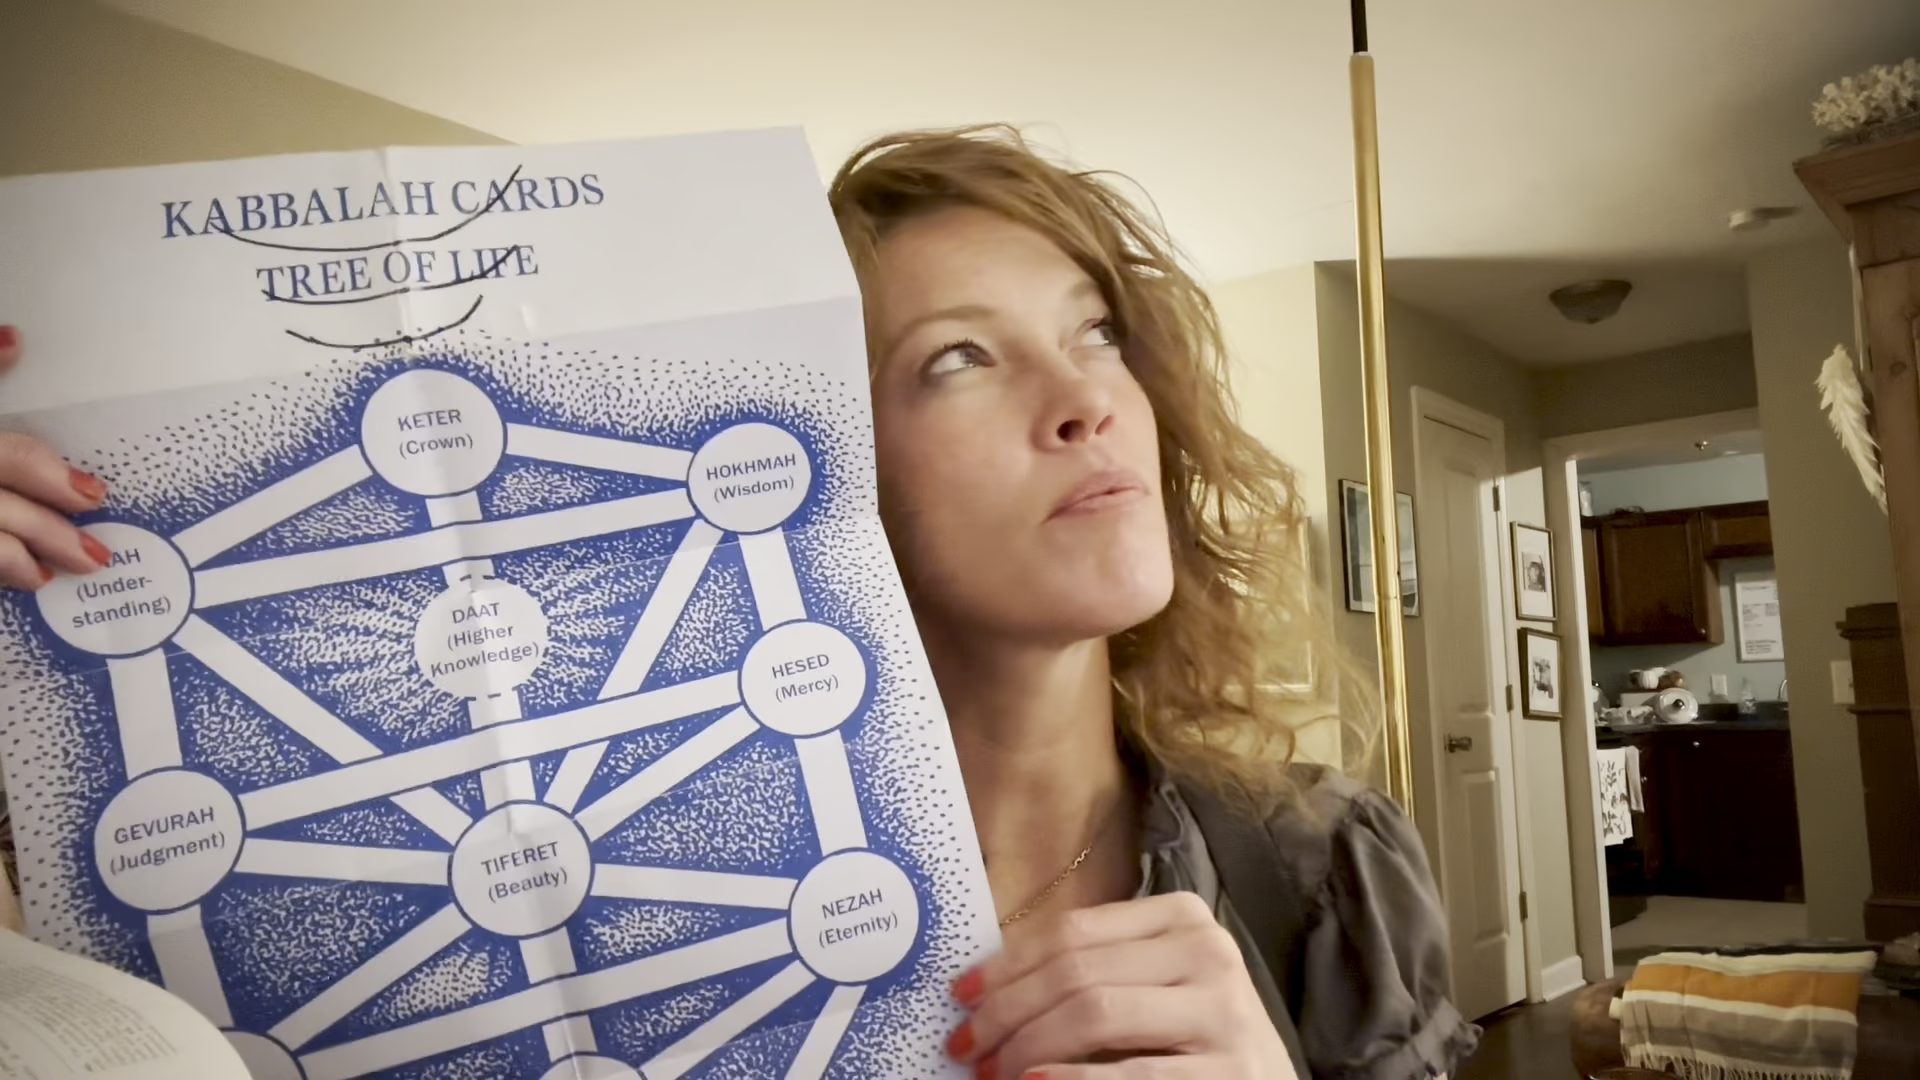 KABBALAH CARDS
TREE OF LIFE
KETER
(Crown)
HOKHMAH
(Wisdom)
(Under-
standing)
DAAT
(Higher
Knowledge)
HESED
(Mercy)
GEVURAH
(Judgment)
TIFERET
(Beauty)
NEZAH
(Eternity)